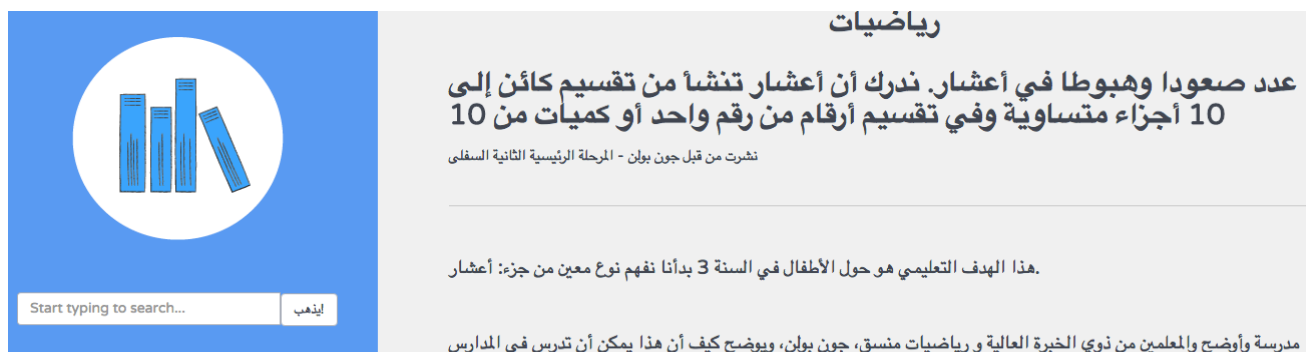 رياضيات
عدد صعودا وهبوطا في أعشار. ندرك أن أعشار تنشأ من تقسيم كائن إلى
10 أجزاء متساوية وفي تقسيم أرقام من رقم واحد أو كميات من 10
نشرت من قبل جون بولن - المرحلة الرئيسية الثانية السفلى
.هذا الهدف التعليمي هو حول الأطفال في السنة 3 بدأنا نفهم نوع معين من جزء: أعشار
Start typing to search...
إيذهب
مدرسة وأوضح والمعلمين من ذوي الخبرة العالية و رياضيات منسق، جون بولن، ويوضح كيف أن هذا يمكن أن تدرس في المدارس